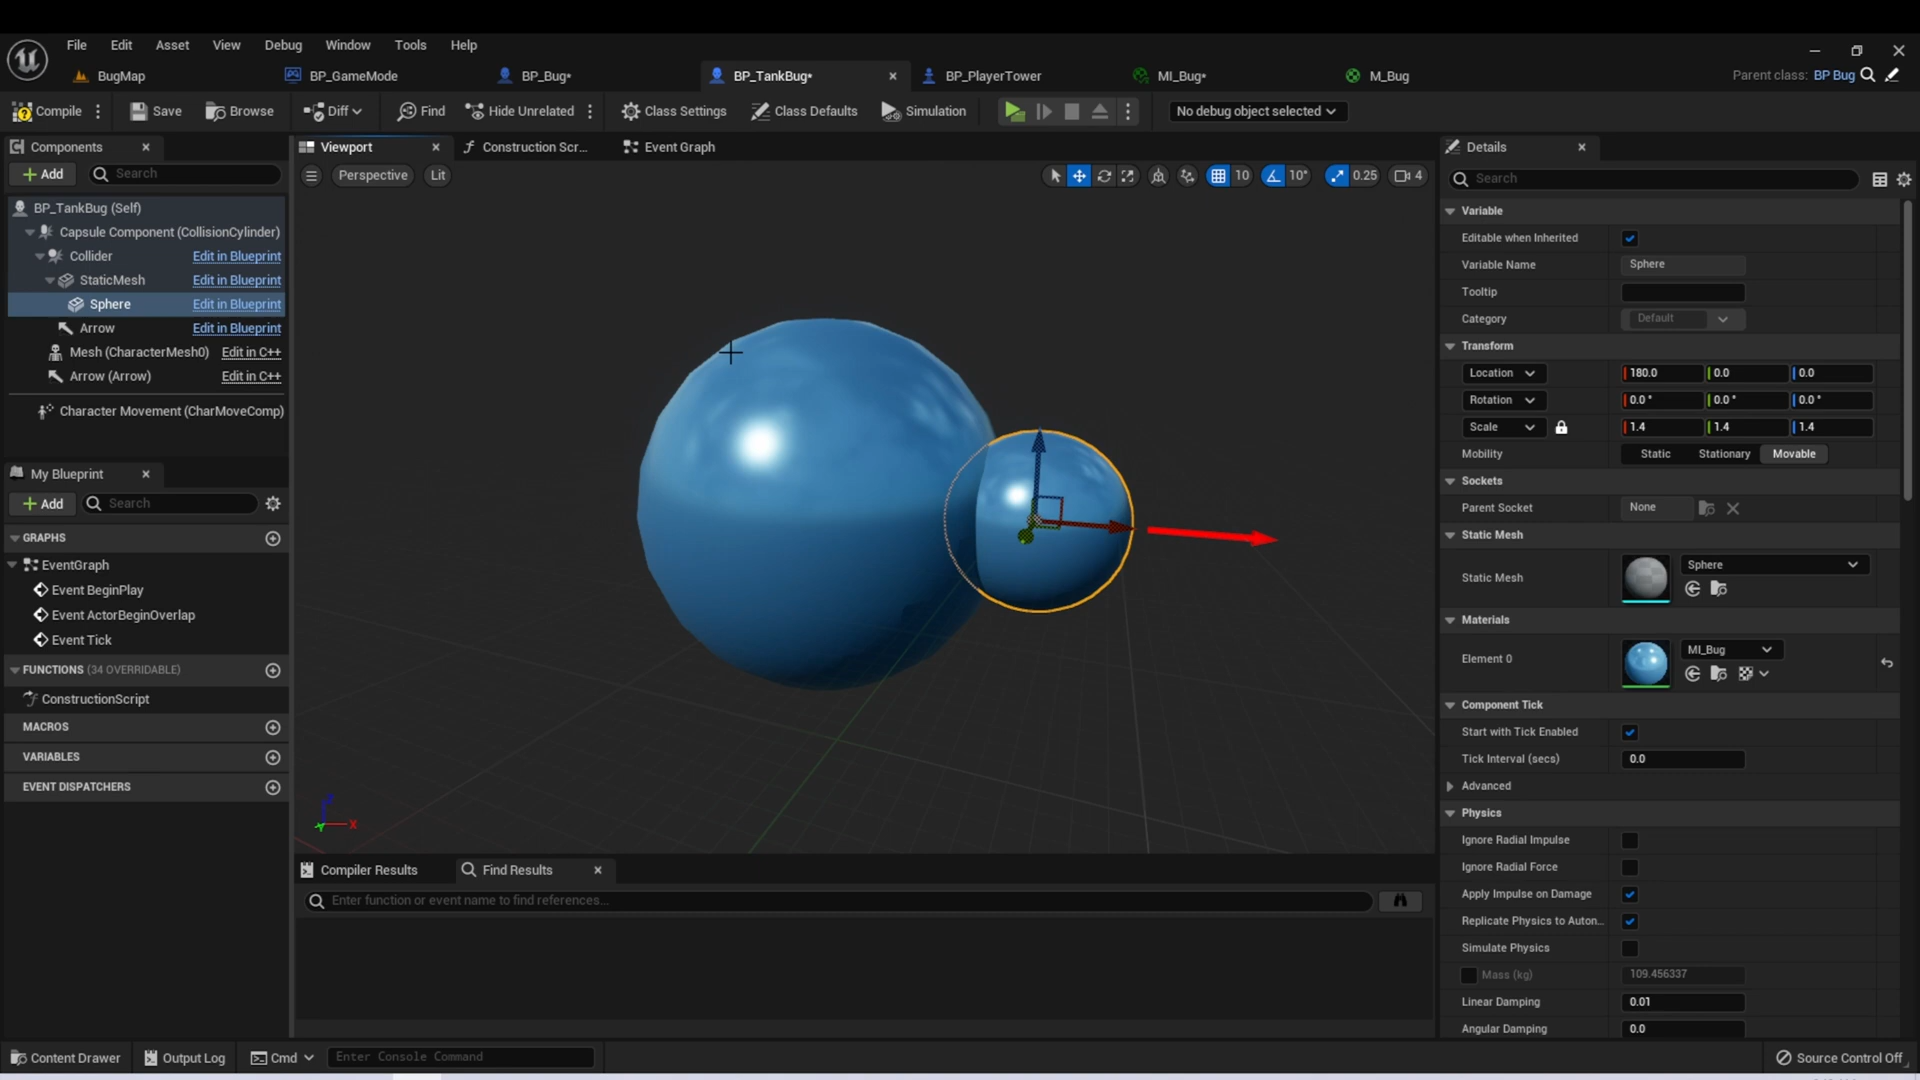 File Edit Asset View Debug Window Tools Help
BugMap BP_GameMode BP_Bug* BP_TankBug* BP_PlayerTower MI_Bug* M_Bug Parent class: BP Bug
Compile Save Browse Diff Find Hide Unrelated Class Settings Class Defaults Simulation No debug object selected
Components
Add Search
BP_TankBug (Self)
Capsule Component (CollisionCylinder)
Collider Edit in Blueprint
StaticMesh Edit in Blueprint
Sphere Edit in Blueprint
Arrow Edit in Blueprint
Mesh (CharacterMesh0) Edit in C++
Arrow (Arrow) Edit in C++
Character Movement (CharMoveComp)
My Blueprint
Add Search
GRAPHS
EventGraph
Event BeginPlay
Event ActorBeginOverlap
Event Tick
FUNCTIONS (34 OVERRIDABLE)
ConstructionScript
MACROS
VARIABLES
EVENT DISPATCHERS
Viewport Construction Scr... Event Graph
Perspective Lit 10 10° 0.25 4
X
Compiler Results Find Results
Enter function or event name to find references...
Details
Search
Variable
Editable when Inherited
Variable Name Sphere
Tooltip
Category Default
Transform
Location 180.0 0.0 0.0
Rotation 0.0 ° 0.0 ° 0.0 °
Scale 1.4 1.4 1.4
Mobility Static Stationary Movable
Sockets
Parent Socket None
Static Mesh
Static Mesh Sphere
Materials
Element 0 MI_Bug
Component Tick
Start with Tick Enabled
Tick Interval (secs) 0.0
Advanced
Physics
Ignore Radial Impulse
Ignore Radial Force
Apply Impulse on Damage
Replicate Physics to Auton...
Simulate Physics
Mass (kg) 109.456337
Linear Damping 0.01
Angular Damping 0.0
Content Drawer Output Log Cmd Enter Console Command Source Control Off